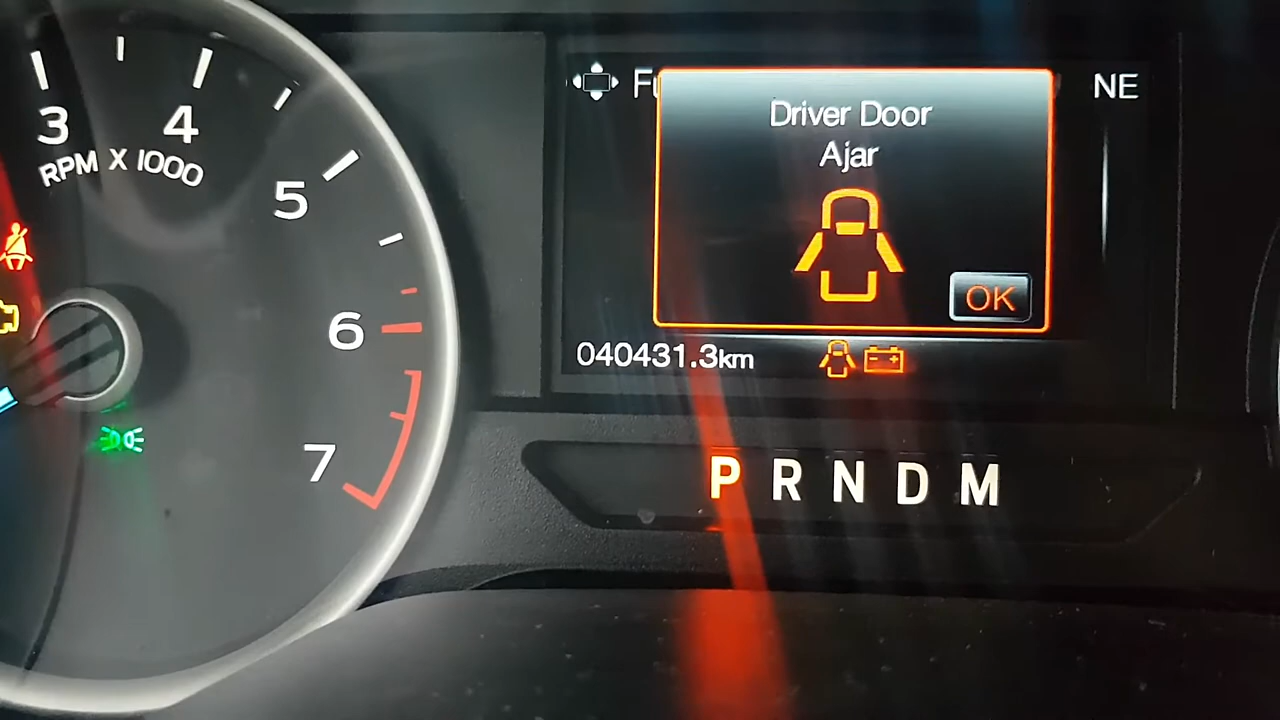 3
4
RPM X 1000
5
6
7
NE
Driver Door
Ajar
OK
040431.3km
P R N D M